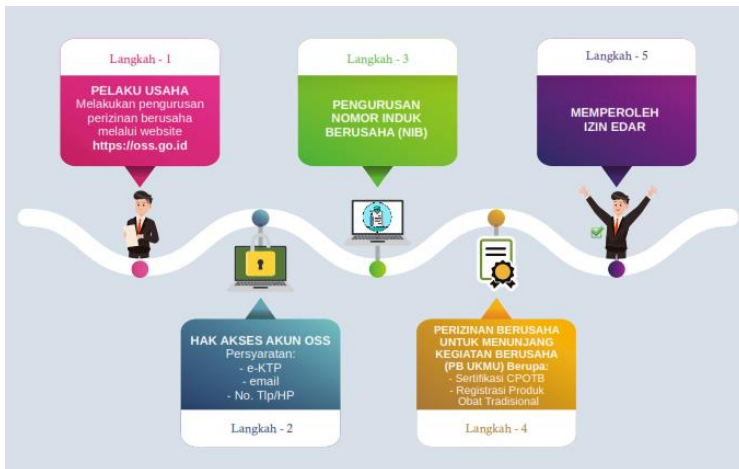 Langkah - 1
PELAKU USAHA
Melakukan pengurusan
perizinan berusaha
melalui website
https://oss.go.id
HAK AKSES AKUN OSS
Persyaratan:
- e-KTP
- email
- No. Tlp/HP
Langkah - 2
Langkah - 3
PENGURUSAN
NOMOR INDUK
BERUSAHA (NIB)
PERIZINAN BERUSAHA
UNTUK MENUNJANG
KEGIATAN BERUSAHA
(PB UKMU) Berupa:
- Sertifikasi CPOTB
- Registrasi Produk
Obat Tradisional
Langkah - 4
Langkah - 5
MEMPEROLEH
IZIN EDAR